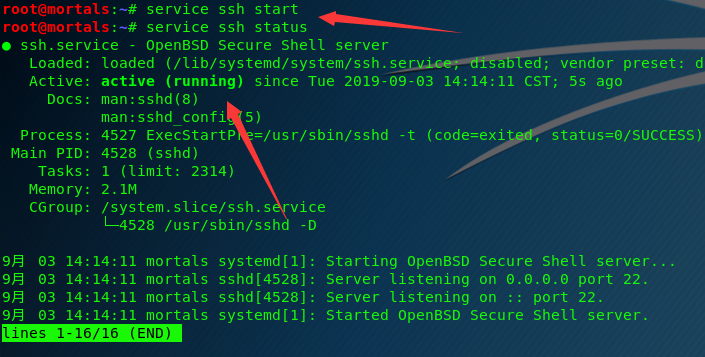 root@mortals:~# service ssh start
root@mortals:~# service ssh status
● ssh.service - OpenBSD Secure Shell server
   Loaded: loaded (/lib/systemd/system/ssh.service; disabled; vendor preset: d
   Active: active (running) since Tue 2019-09-03 14:14:11 CST; 5s ago
     Docs: man:sshd(8)
           man:sshd_config(5)
  Process: 4527 ExecStartPre=/usr/sbin/sshd -t (code=exited, status=0/SUCCESS)
 Main PID: 4528 (sshd)
    Tasks: 1 (limit: 2314)
   Memory: 2.1M
   CGroup: /system.slice/ssh.service
           └─4528 /usr/sbin/sshd -D
9月 03 14:14:11 mortals systemd[1]: Starting OpenBSD Secure Shell server...
9月 03 14:14:11 mortals sshd[4528]: Server listening on 0.0.0.0 port 22.
9月 03 14:14:11 mortals sshd[4528]: Server listening on :: port 22.
9月 03 14:14:11 mortals systemd[1]: Started OpenBSD Secure Shell server.
lines 1-16/16 (END)